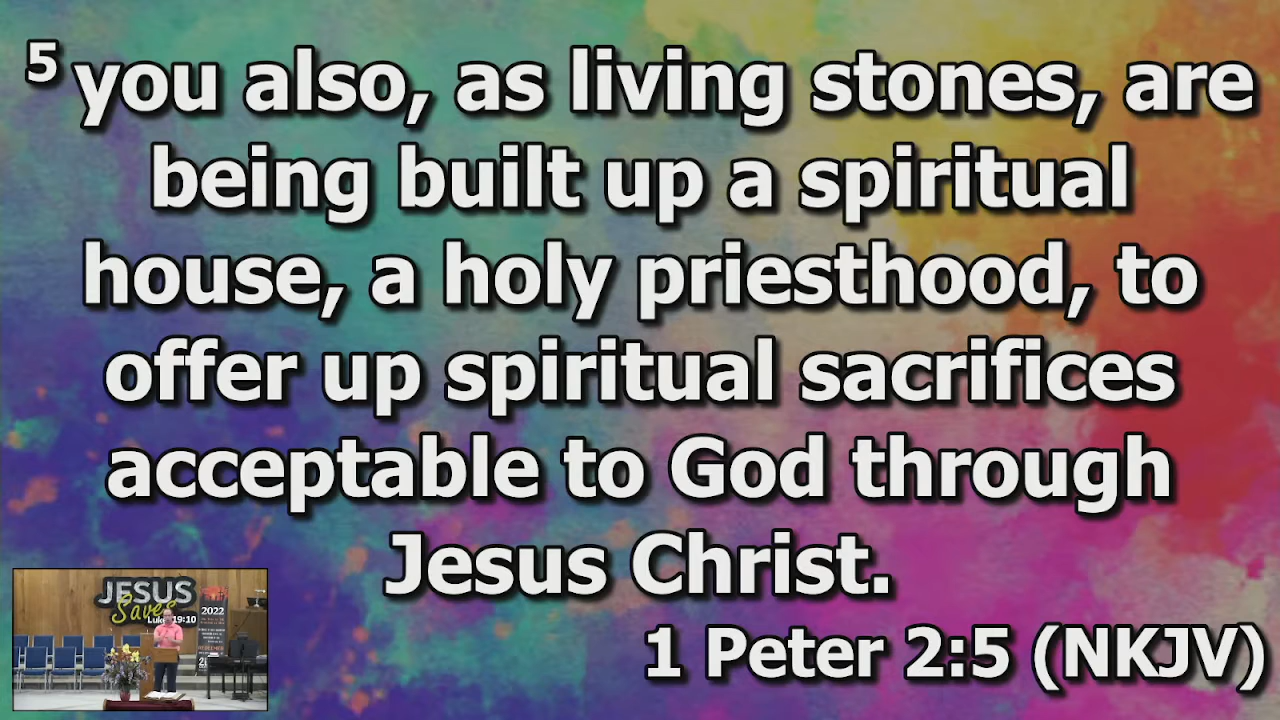 5 you also, as living stones, are
being built up a spiritual
house, a holy priesthood, to
offer up spiritual sacrifices
acceptable to God through
Jesus Christ.
1 Peter 2:5 (NKJV)
JESUS
Saves
Luke 19:10
2022